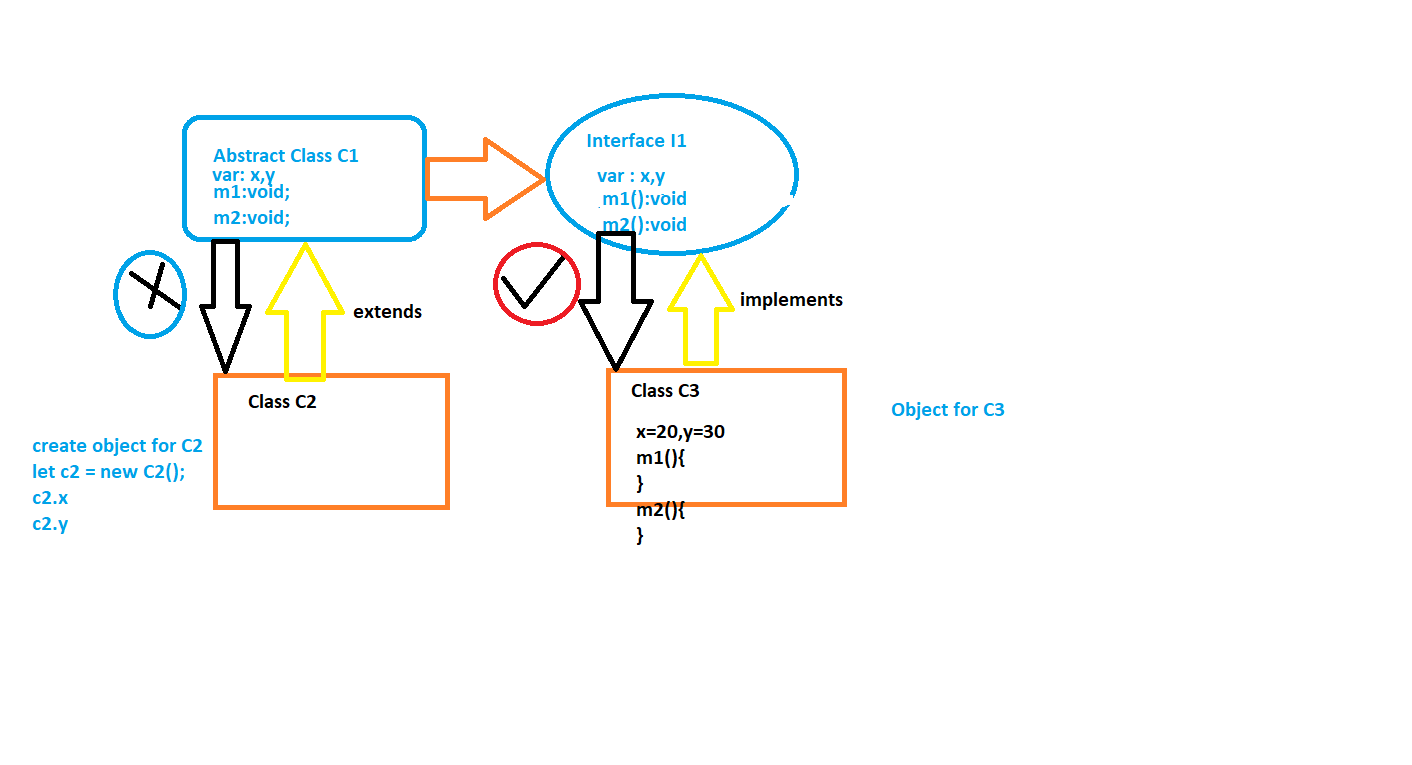 Abstract Class C1
var: x,y
m1:void;
m2:void;
Interface I1
var : x,y
m1():void
m2():void
extends
implements
Class C2
create object for C2
let c2 = new C2();
c2.x
c2.y
Class C3
x=20,y=30
m1(){
}
m2(){
}
Object for C3